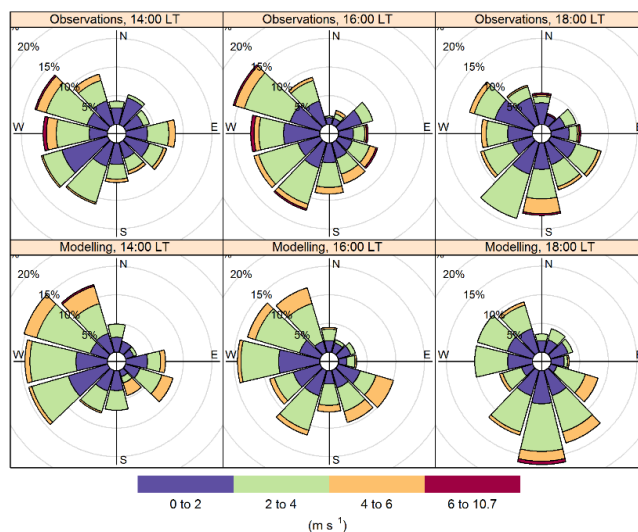 Observations, 14:00 LT
Observations, 16:00 LT
Observations, 18:00 LT
N
N
N
20%
20%
20%
15%
15%
15%
10%
10%
10%
5%
5%
5%
W
E
W
E
W
E
S
S
S
Modelling, 14:00 LT
Modelling, 16:00 LT
Modelling, 18:00 LT
N
N
N
20%
20%
20%
15%
15%
15%
10%
10%
10%
5%
5%
5%
W
E
W
E
W
E
S
S
S
0 to 2
2 to 4
4 to 6
6 to 10.7
(m s⁻¹)